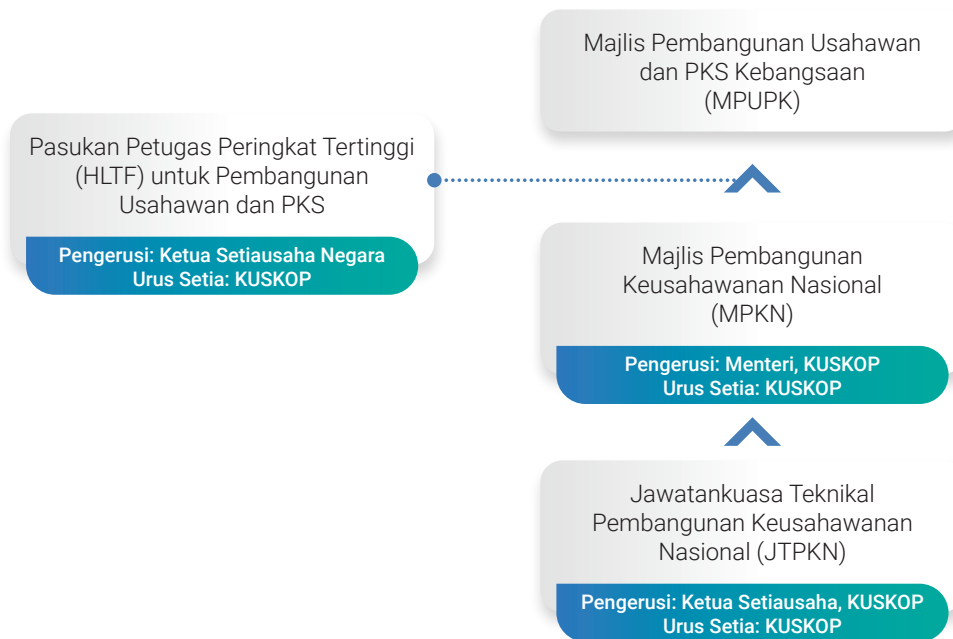 Majlis Pembangunan Usahawan
dan PKS Kebangsaan
(MPUPK)
Pasukan Petugas Peringkat Tertinggi
(HLTF) untuk Pembangunan
Usahawan dan PKS
Pengerusi: Ketua Setiausaha Negara
Urus Setia: KUSKOP
Majlis Pembangunan
Keusahawanan Nasional
(MPKN)
Pengerusi: Menteri, KUSKOP
Urus Setia: KUSKOP
Jawatankuasa Teknikal
Pembangunan Keusahawanan
Nasional (JTPKN)
Pengerusi: Ketua Setiausaha, KUSKOP
Urus Setia: KUSKOP